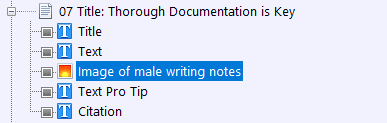 07 Title: Thorough Documentation is Key
Title
Text
Image of male writing notes
Text Pro Tip
Citation